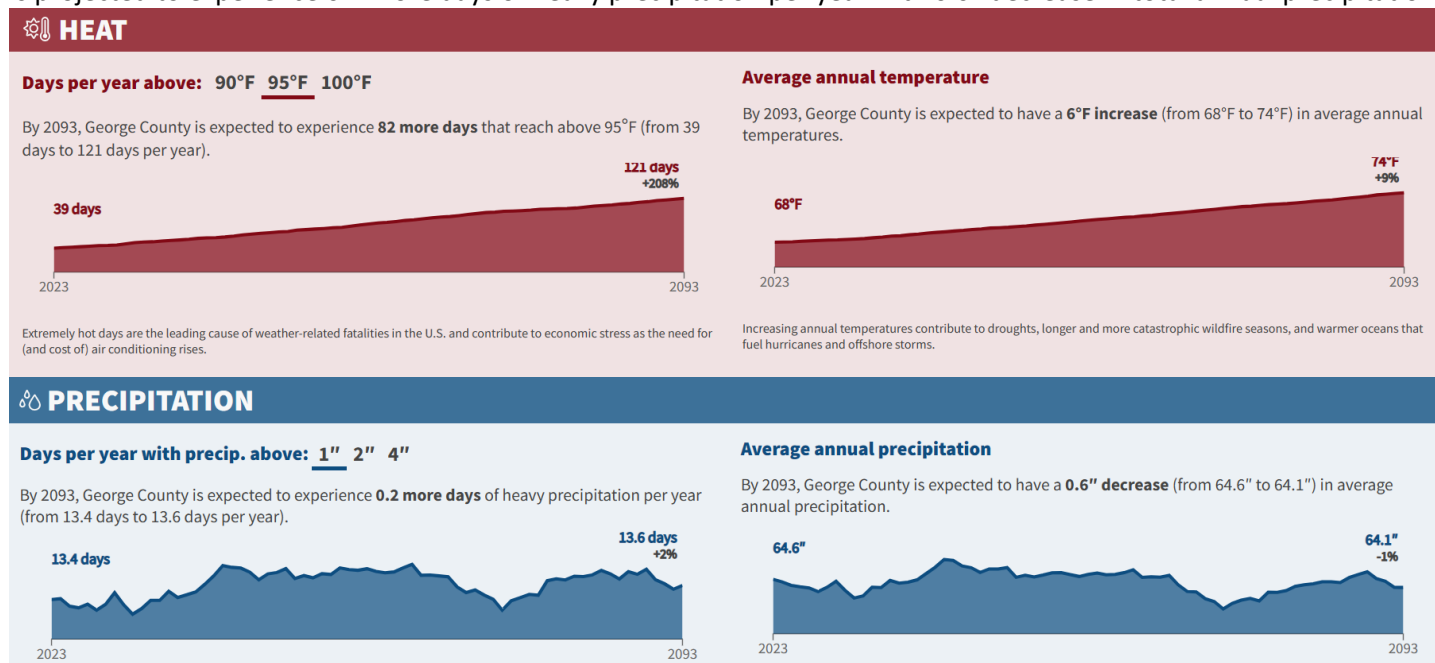 HEAT
Days per year above: 90°F 95°F 100°F
By 2093, George County is expected to experience 82 more days that reach above 95°F (from 39
days to 121 days per year).
121 days
+208%
39 days
2023
2093
Extremely hot days are the leading cause of weather-related fatalities in the U.S. and contribute to economic stress as the need for
(and cost of) air conditioning rises.
Average annual temperature
By 2093, George County is expected to have a 6°F increase (from 68°F to 74°F) in average annual
temperatures.
74°F
+9%
68°F
2023
2093
Increasing annual temperatures contribute to droughts, longer and more catastrophic wildfire seasons, and warmer oceans that
fuel hurricanes and offshore storms.
PRECIPITATION
Days per year with precip. above: 1″ 2″ 4″
By 2093, George County is expected to experience 0.2 more days of heavy precipitation per year
(from 13.4 days to 13.6 days per year).
13.6 days
+2%
13.4 days
2023
2093
Average annual precipitation
By 2093, George County is expected to have a 0.6″ decrease (from 64.6″ to 64.1″) in average
annual precipitation.
64.1″
-1%
64.6″
2023
2093